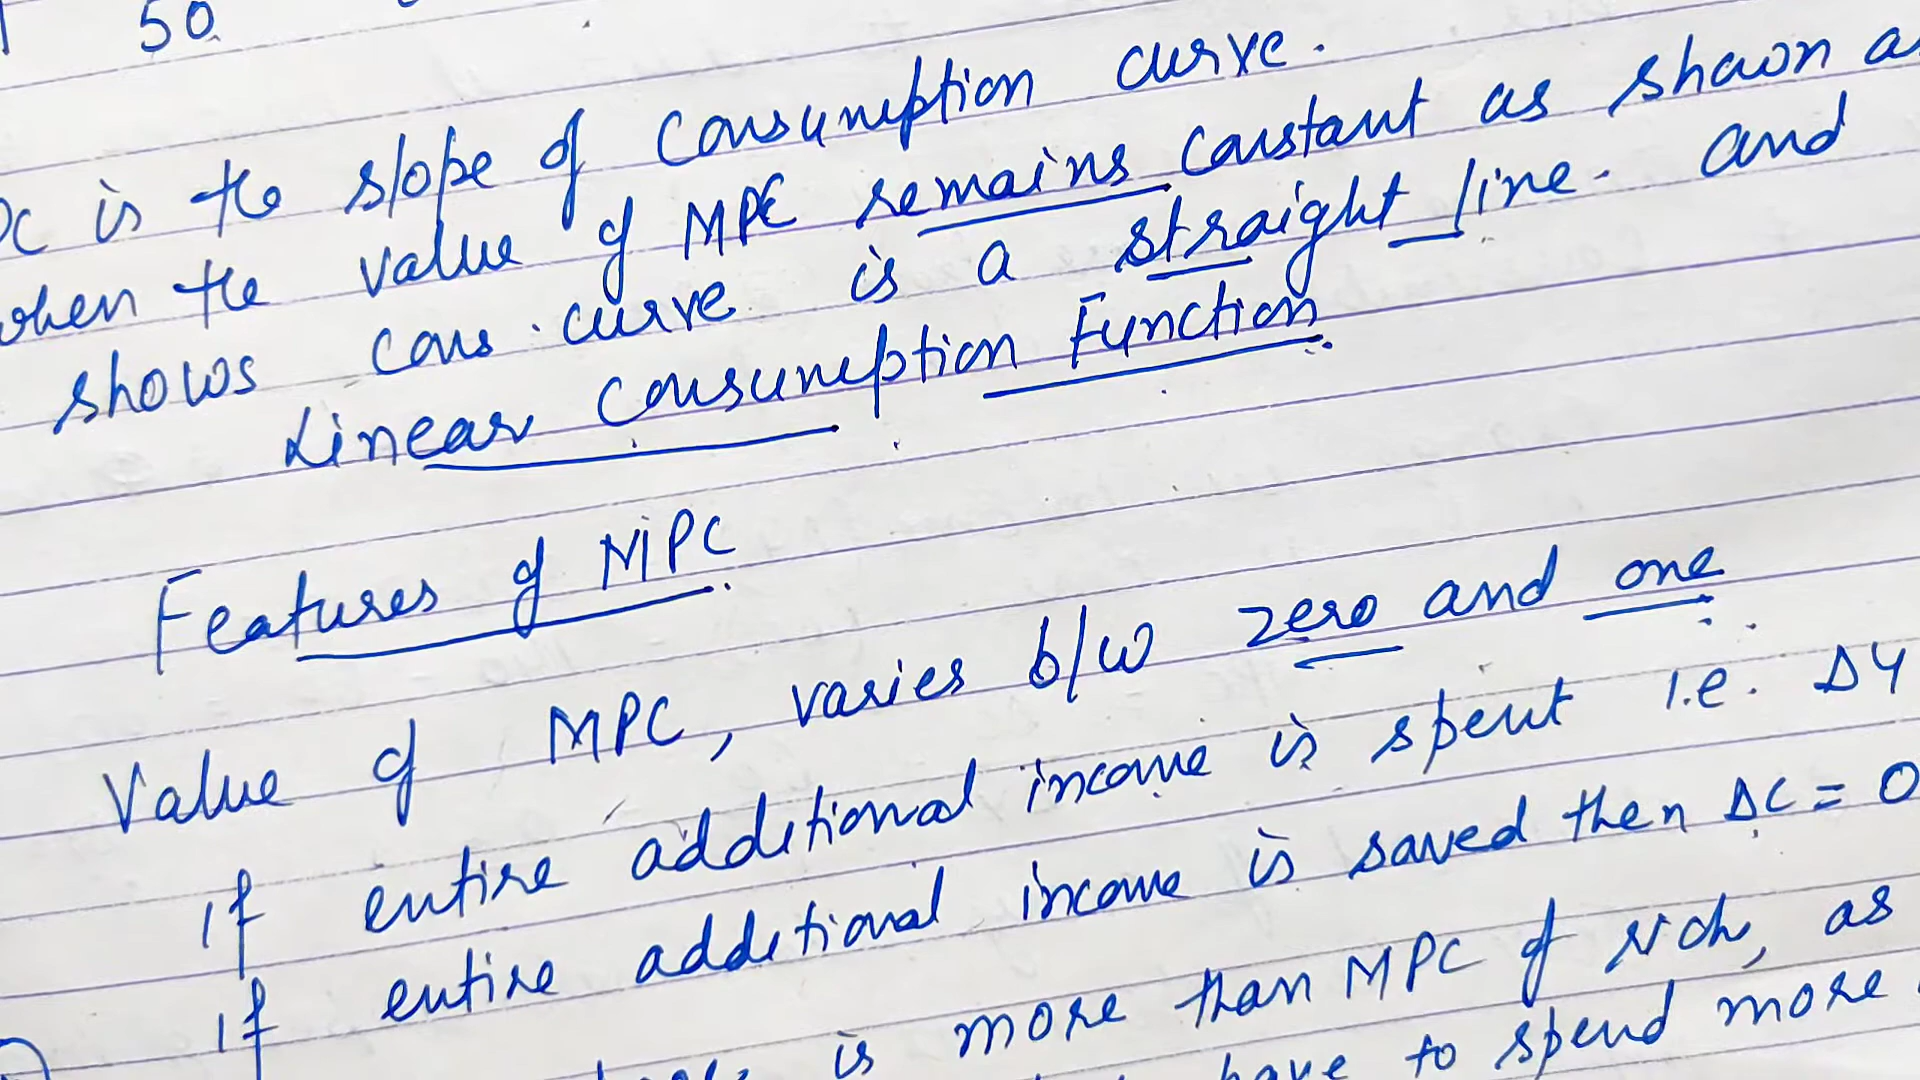 50
is the slope of Consumption curve.
when the value of MPC remains constant as shown
shows cons. curve is a straight line. and
Linear Consumption Function
Features of MPC
Value of MPC, varies b/w zero and one
If entire additional income is spent i.e. ΔY
If entire additional income is saved then ΔC = 0
is more than MPC of rich, as
have to spend more